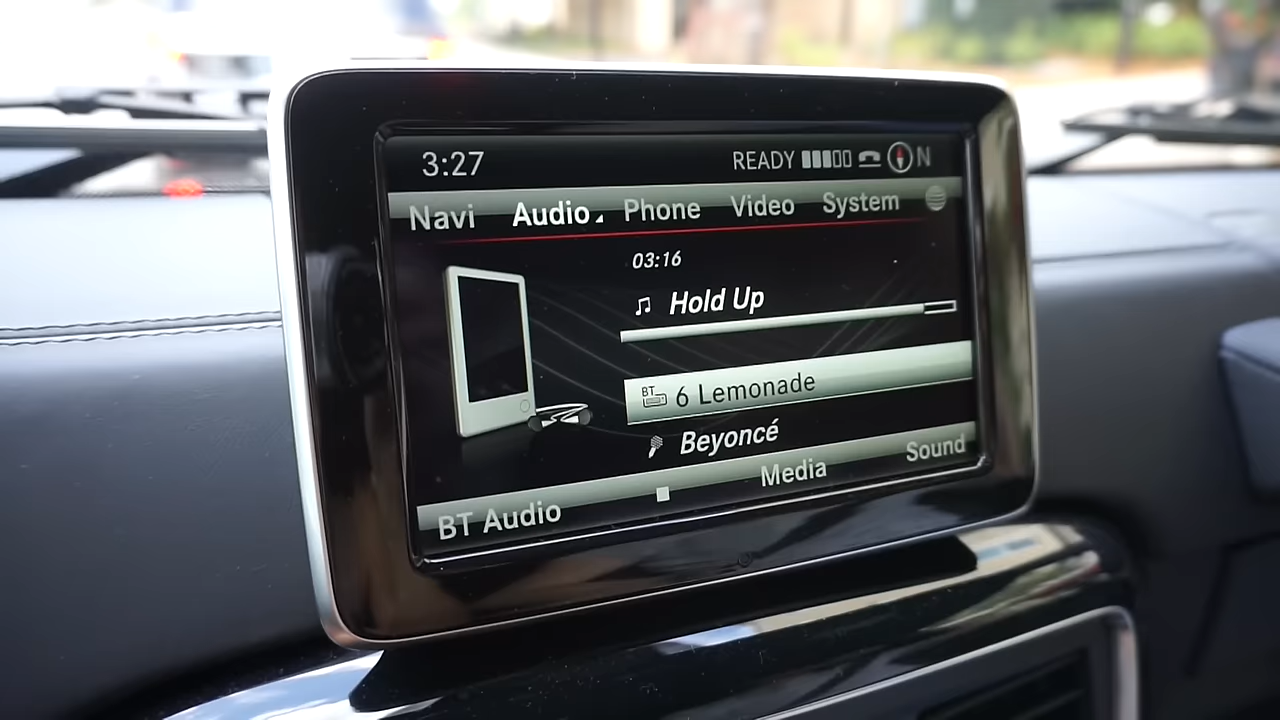 3:27 READY N
Navi Audio Phone Video System
03:16
Hold Up
BT 6 Lemonade
Beyoncé
BT Audio Media Sound